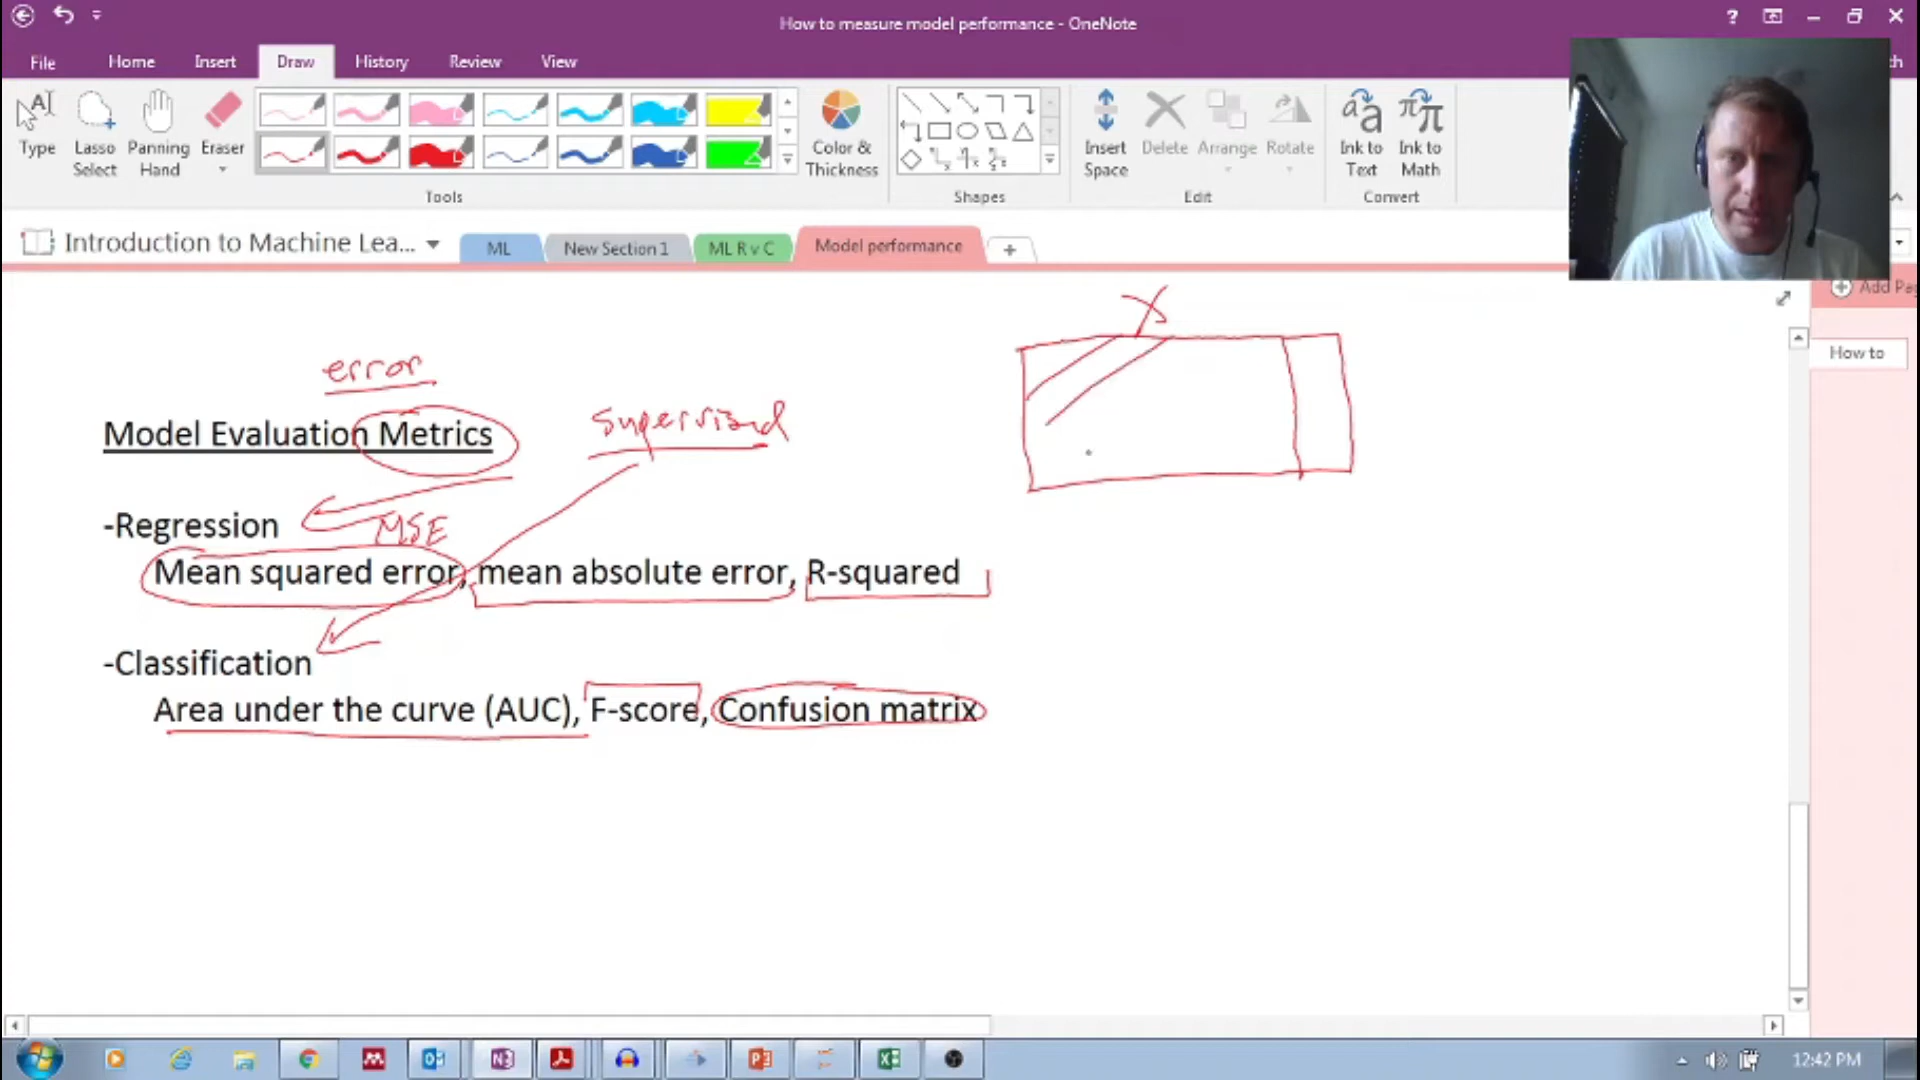 How to measure model performance - OneNote
File Home Insert Draw History Review View
Type Lasso Select Panning Hand Eraser Color & Thickness Insert Space Delete Arrange Rotate Ink to Text Ink to Math
Tools Shapes Edit Convert
Introduction to Machine Lea... ML New Section 1 ML R v C Model performance
Add Pag
How to
X
error
Model Evaluation Metrics
Supervized
-Regression
MSE
Mean squared error, mean absolute error, R-squared
-Classification
Area under the curve (AUC), F-score, Confusion matrix
12:42 PM